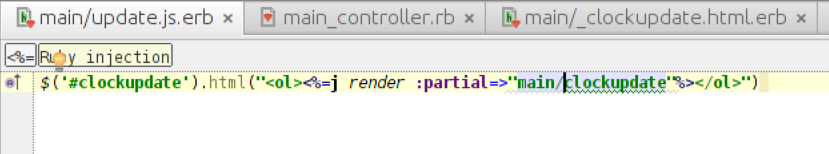 main/update.js.erb × main_controller.rb × main/_clockupdate.html.erb ×
<%= Ruby injection
$('#clockupdate').html("<ol><%=j render :partial=>"main/clockupdate"%></ol>")